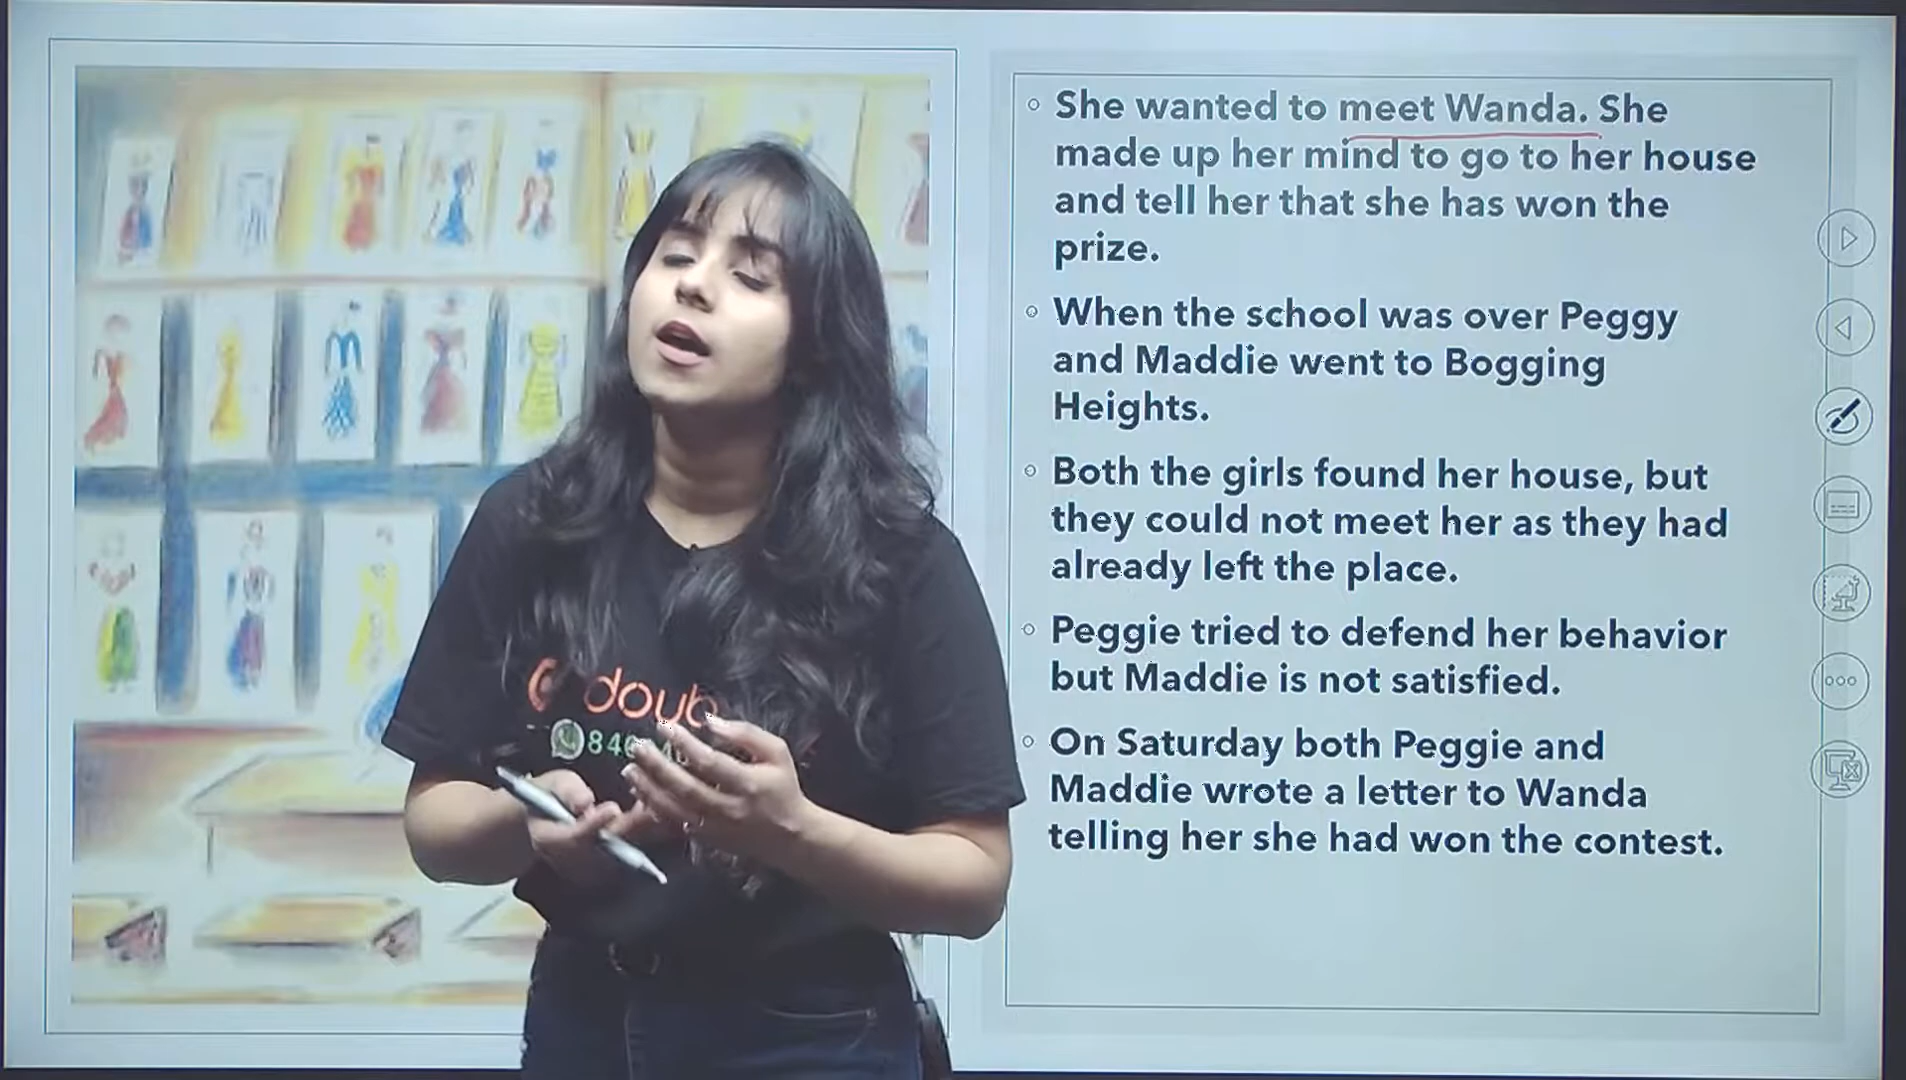 She wanted to meet Wanda. She
made up her mind to go to her house
and tell her that she has won the
prize.
When the school was over Peggy
and Maddie went to Bogging
Heights.
Both the girls found her house, but
they could not meet her as they had
already left the place.
Peggie tried to defend her behavior
but Maddie is not satisfied.
On Saturday both Peggie and
Maddie wrote a letter to Wanda
telling her she had won the contest.
doub